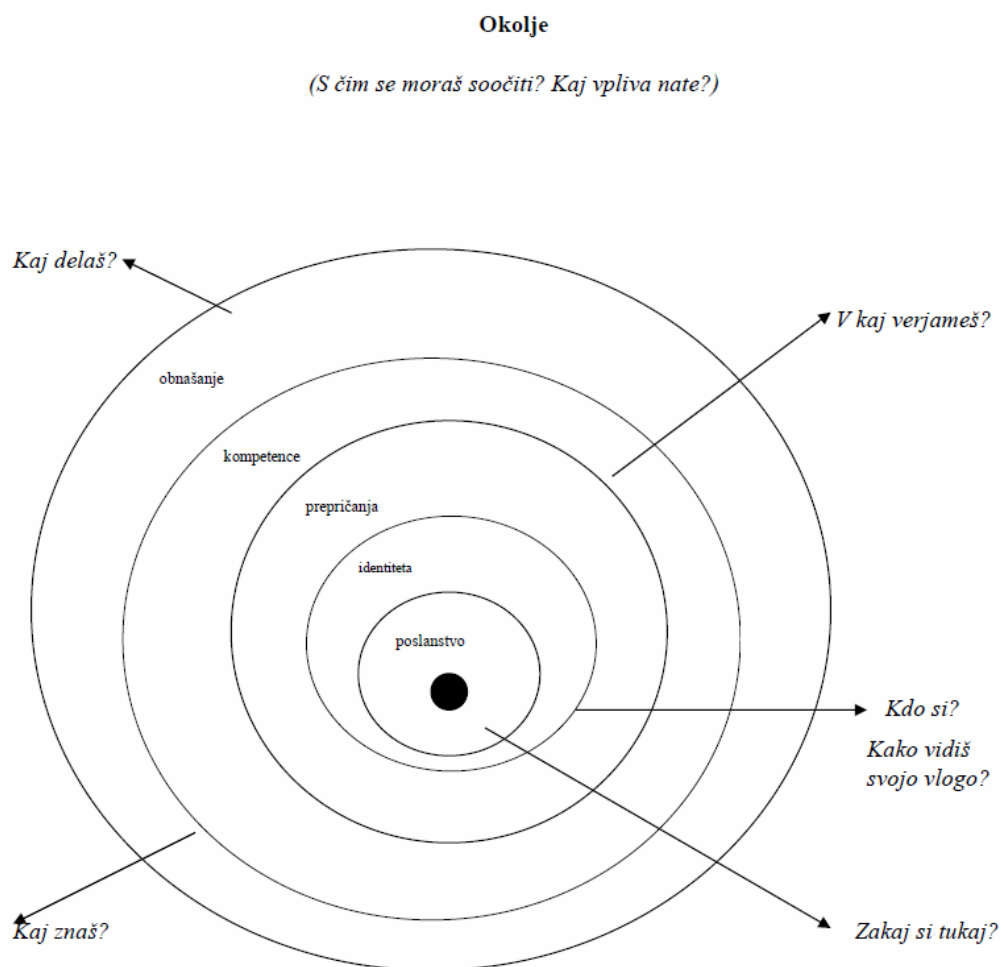 Okolje
(S čim se moraš soočiti? Kaj vpliva nate?)
Kaj delaš?
V kaj verjameš?
obnašanje
kompetence
prepričanja
identiteta
poslanstvo
Kdo si?
Kako vidiš
svojo vlogo?
Kaj znaš?
Zakaj si tukaj?